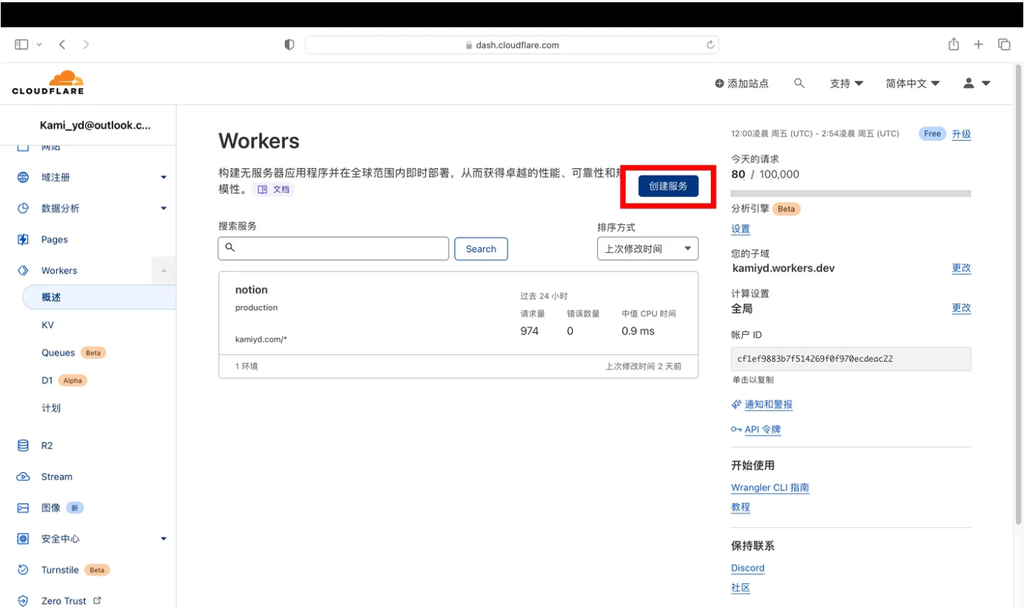 dash.cloudflare.com
CLOUDFLARE
添加站点
支持
简体中文
Kami_yd@outlook.c...
网站
域注册
数据分析
Pages
Workers
概述
KV
Queues Beta
D1 Alpha
计划
R2
Stream
图像 新
安全中心
Turnstile Beta
Zero Trust
Workers
构建无服务器应用程序并在全球范围内即时部署，从而获得卓越的性能、可靠性和
模性。 文档
创建服务
搜索服务
Search
排序方式
上次修改时间
notion
production
kamiyd.com/*
过去 24 小时
请求量 错误数量 中值 CPU 时间
974 0 0.9 ms
1 环境
上次修改时间 2 天前
12:00凌晨 周五 (UTC) - 2:54凌晨 周五 (UTC) Free 升级
今天的请求
80 / 100,000
分析引擎 Beta
设置
您的子域
kamiyd.workers.dev 更改
计算设置
全局 更改
帐户 ID
cf1ef9883b7f514269f0f970ecdeac22
单击以复制
通知和警报
API 令牌
开始使用
Wrangler CLI 指南
教程
保持联系
Discord
社区